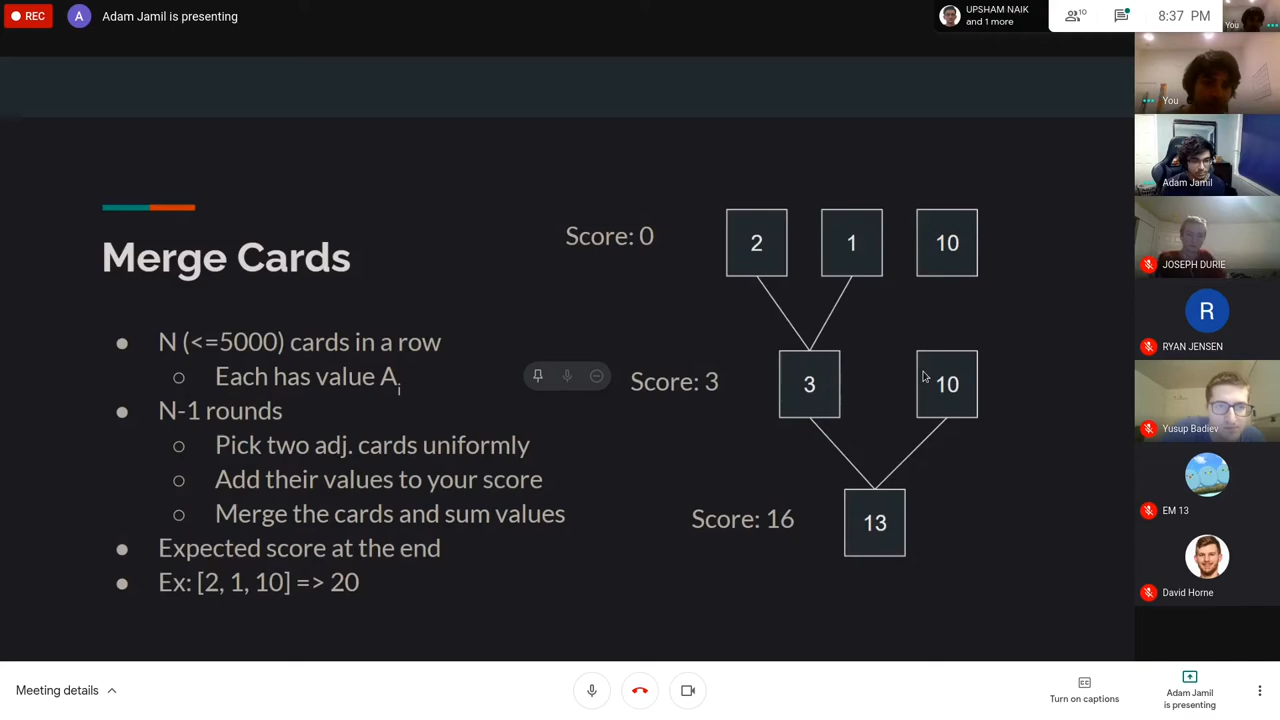 REC
A
Adam Jamil is presenting
UPSHAM NAIK
and 1 more
10
8:37 PM
You
You
Adam Jamil
JOSEPH DURIE
R
RYAN JENSEN
Yusup Badiev
EM 13
David Horne
Merge Cards
N (<=5000) cards in a row
Each has value Ai
N-1 rounds
Pick two adj. cards uniformly
Add their values to your score
Merge the cards and sum values
Expected score at the end
Ex: [2, 1, 10] => 20
Score: 0
2
1
10
Score: 3
3
10
Score: 16
13
Meeting details
Turn on captions
Adam Jamil
is presenting